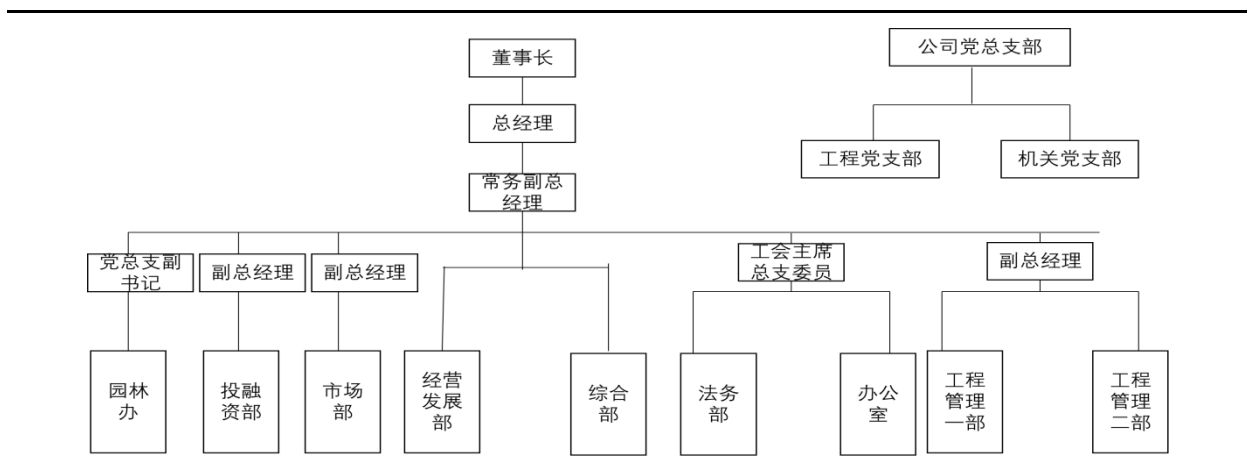 董事长
公司党总支部
总经理
工程党支部
机关党支部
常务副总
经理
党总支副
书记
副总经理
副总经理
工会主席
总支委员
副总经理
园林
办
投融
资部
市场
部
经营
发展
部
综合
部
法务
部
办公
室
工程
管理
一部
工程
管理
二部